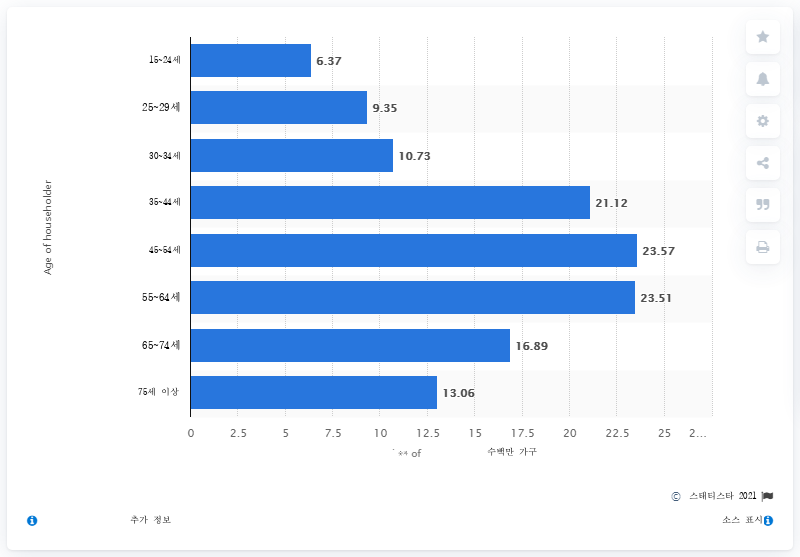 15~24세
6.37
25~29세
9.35
30~34세
10.73
35~44세
21.12
Age of householder
45~54세
23.57
55~64세
23.51
65~74세
16.89
75세 이상
13.06
0 2.5 5 7.5 10 12.5 15 17.5 20 22.5 25 2...
of 수백만 가구
© 스태티스타 2021
추가 정보 소스 표시